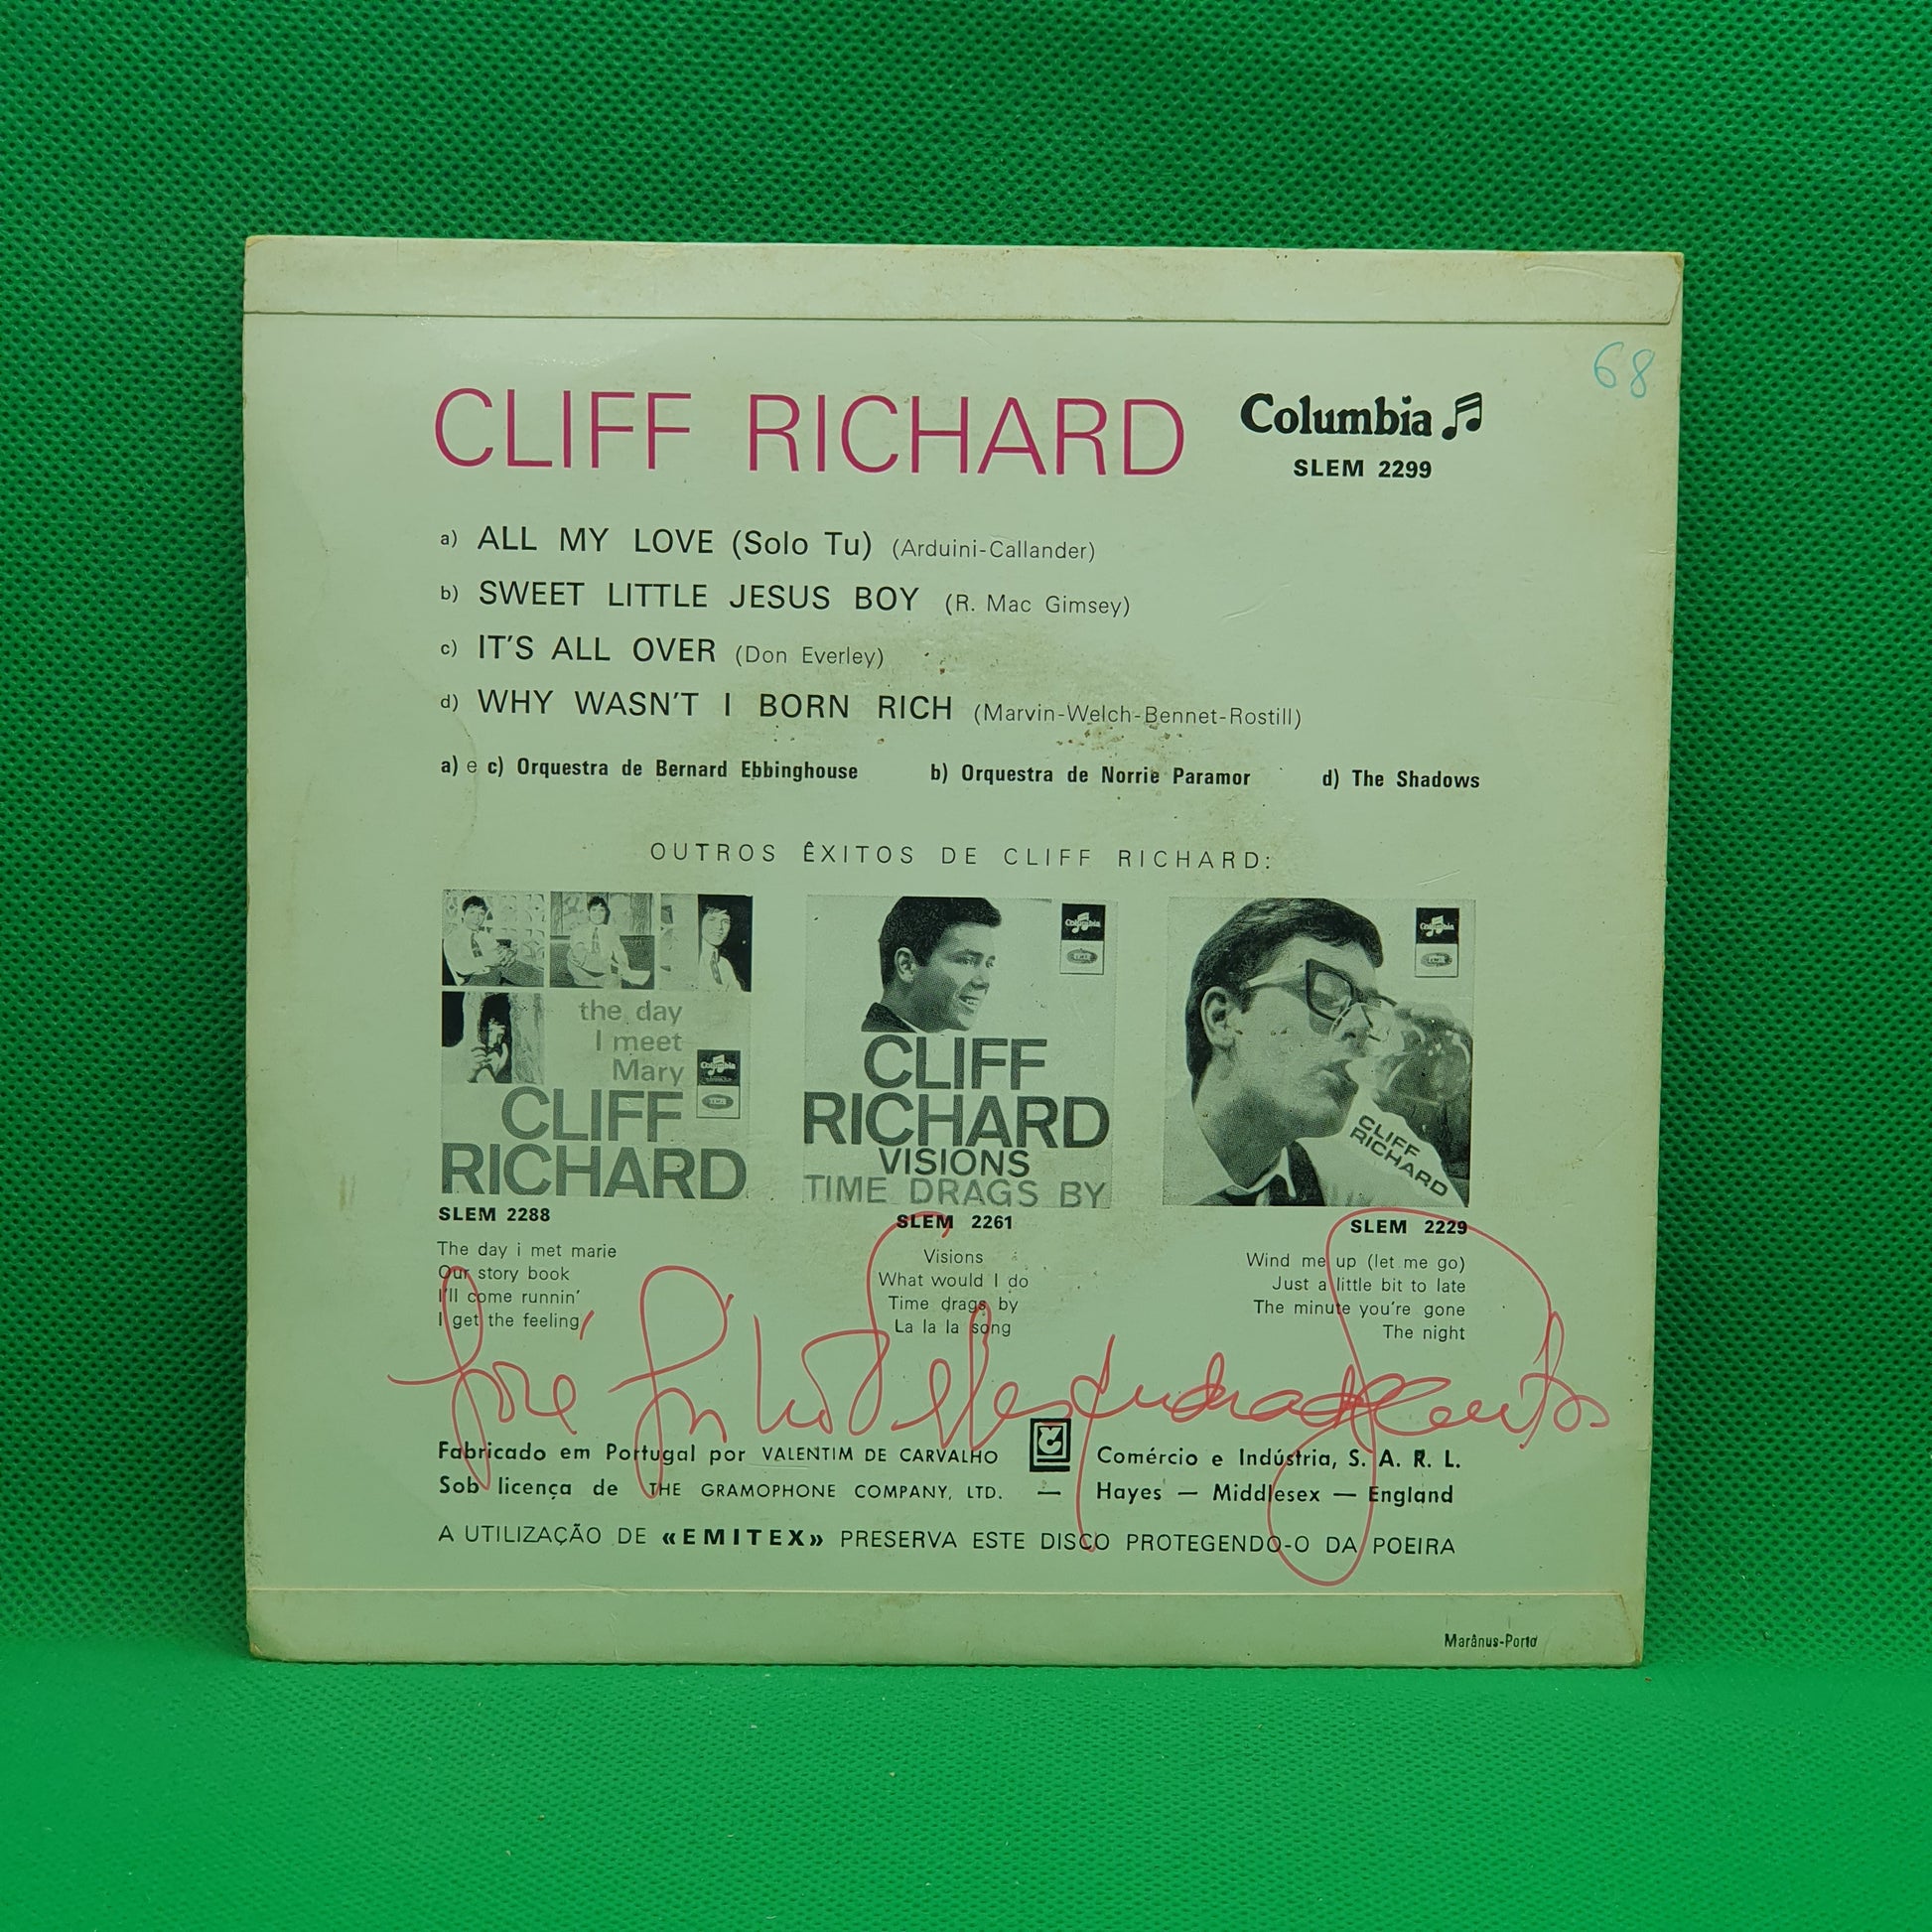 68
CLIFF RICHARD
Columbia
SLEM 2299
a) ALL MY LOVE (Solo Tu) (Arduini-Callander)
b) SWEET LITTLE JESUS BOY (R. Mac Gimsey)
c) IT'S ALL OVER (Don Everley)
d) WHY WASN'T I BORN RICH (Marvin-Welch-Bennet-Rostill)
a) e c) Orquestra de Bernard Ebbinghouse b) Orquestra de Norrie Paramor d) The Shadows
OUTROS ÊXITOS DE CLIFF RICHARD:
the day
I meet
Mary
Columbia
CLIFF
RICHARD
SLEM 2288
The day i met marie
Our story book
I'll come runnin'
I get the feeling
Columbia
CLIFF
RICHARD
VISIONS
TIME DRAGS BY
SLEM 2261
Visions
What would I do
Time drags by
La la la song
Columbia
CLIFF
RICHARD
SLEM 2229
Wind me up (let me go)
Just a little bit to late
The minute you're gone
The night
José
Fabricado em Portugal por VALENTIM DE CARVALHO Comércio e Indústria, S. A. R. L.
Sob licença de THE GRAMOPHONE COMPANY, LTD. — Hayes — Middlesex — England
A UTILIZAÇÃO DE «EMITEX» PRESERVA ESTE DISCO PROTEGENDO-O DA POEIRA
Marânus-Porto